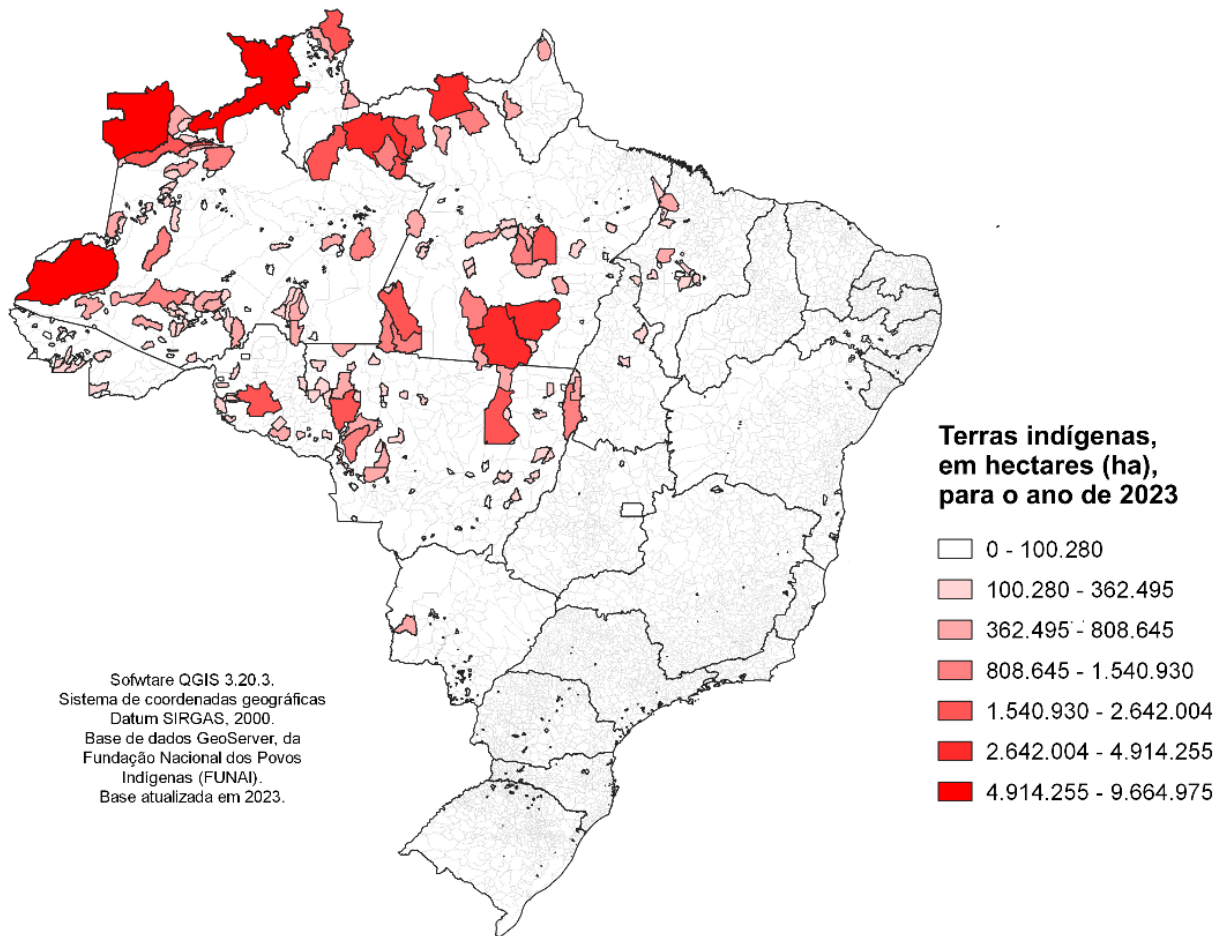 Terras indígenas,
em hectares (ha),
para o ano de 2023
0 - 100.280
100.280 - 362.495
362.495 - 808.645
808.645 - 1.540.930
1.540.930 - 2.642.004
2.642.004 - 4.914.255
4.914.255 - 9.664.975
Sofwtare QGIS 3.20.3.
Sistema de coordenadas geográficas
Datum SIRGAS, 2000.
Base de dados GeoServer, da
Fundação Nacional dos Povos
Indígenas (FUNAI).
Base atualizada em 2023.